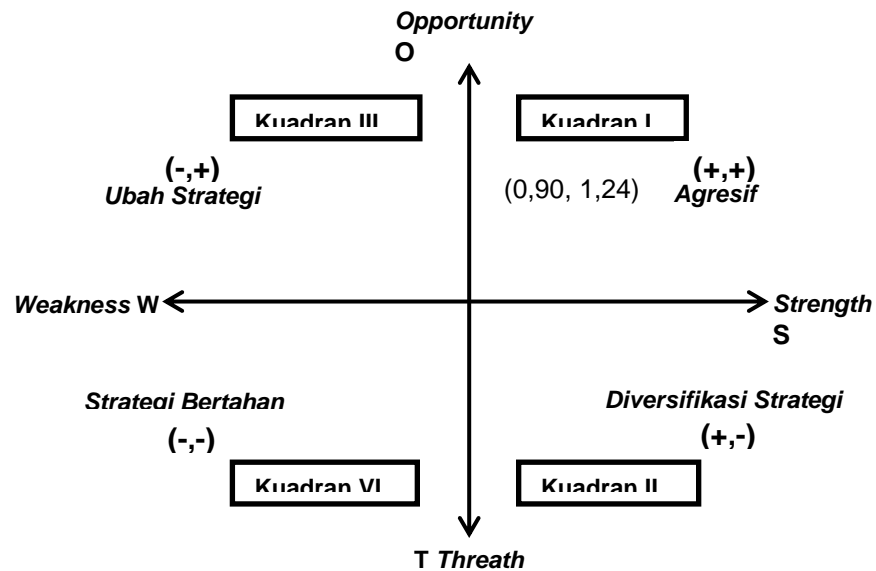 Opportunity
O
Kuadran III
Kuadran I
(-,+)
(+,+)
Ubah Strategi
(0,90, 1,24)
Agresif
Weakness W
Strength
S
Strategi Bertahan
Diversifikasi Strategi
(-,-)
(+,-)
Kuadran VI
Kuadran II
T Threath